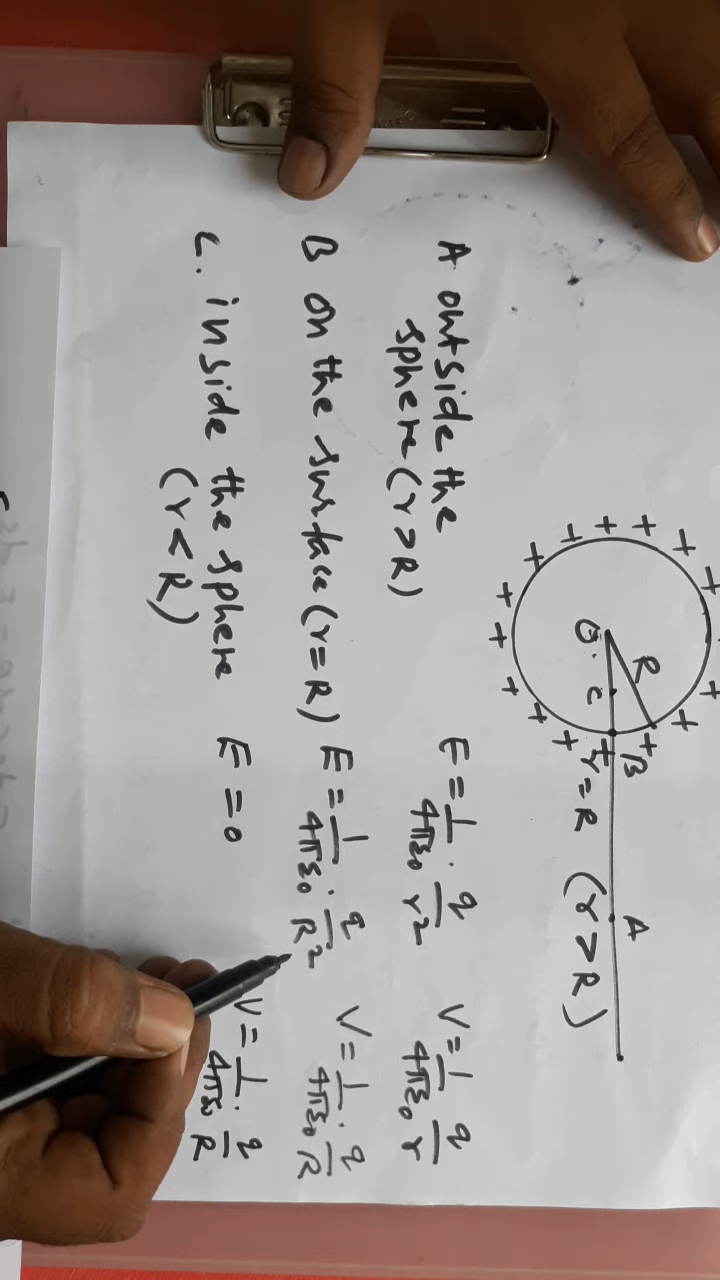 R
O
C
B
A
r=R (r>R)
A outside the E=1/4πε0 . q/r2 V=1/4πε0 q/r
sphere (r>R)
B on the surface (r=R) E=1/4πε0 . q/R2 V=1/4πε0 . q/R
C. inside the sphere E=0 V=1/4πε0 . q/R
(r<R)